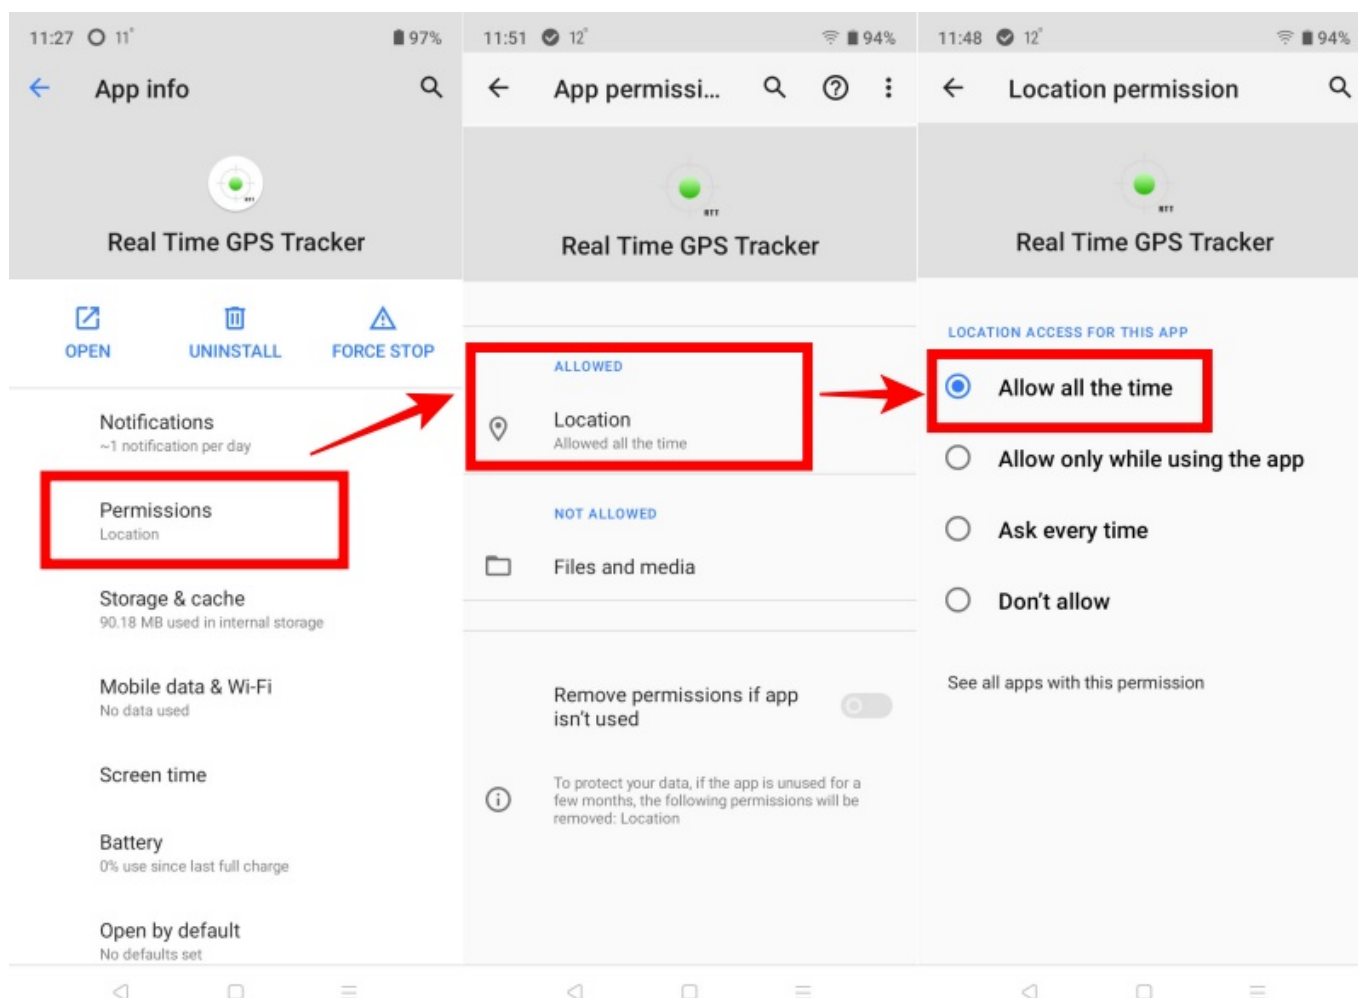 11:27 11°
97%
App info
RTT
Real Time GPS Tracker
OPEN
UNINSTALL
FORCE STOP
Notifications
~1 notification per day
Permissions
Location
Storage & cache
90.18 MB used in internal storage
Mobile data & Wi-Fi
No data used
Screen time
Battery
0% use since last full charge
Open by default
No defaults set
11:51 12°
94%
App permissi...
RTT
Real Time GPS Tracker
ALLOWED
Location
Allowed all the time
NOT ALLOWED
Files and media
Remove permissions if app
isn't used
To protect your data, if the app is unused for a
few months, the following permissions will be
removed: Location
11:48 12°
94%
Location permission
RTT
Real Time GPS Tracker
LOCATION ACCESS FOR THIS APP
Allow all the time
Allow only while using the app
Ask every time
Don't allow
See all apps with this permission